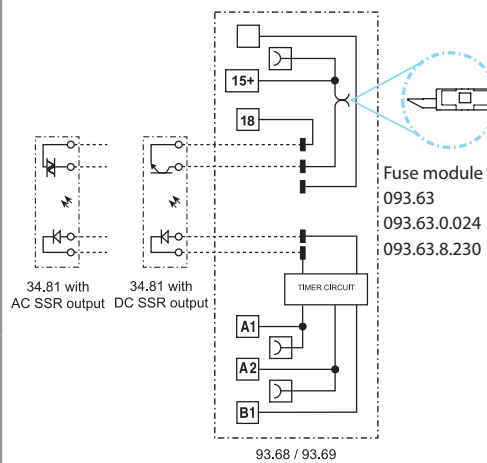 15+
18
Fuse module
093.63
093.63.0.024
093.63.8.230
34.81 with
AC SSR output
34.81 with
DC SSR output
TIMER CIRCUIT
A1
A2
B1
93.68 / 93.69